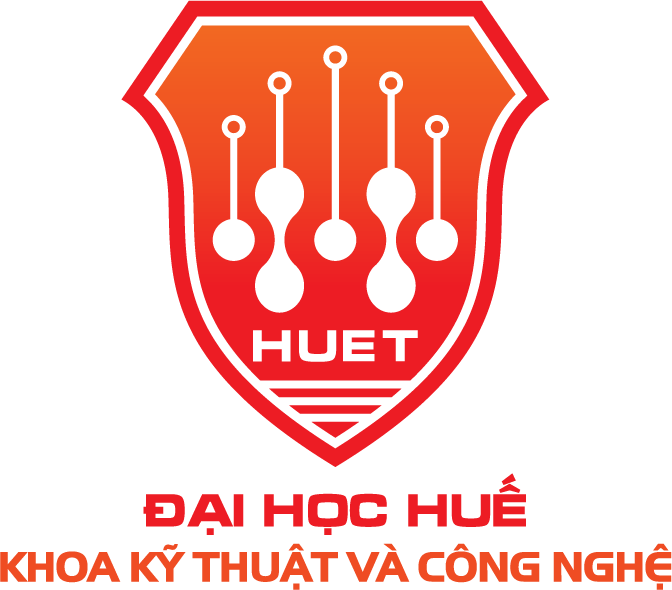 HUET
ĐẠI HỌC HUẾ
KHOA KỸ THUẬT VÀ CÔNG NGHỆ